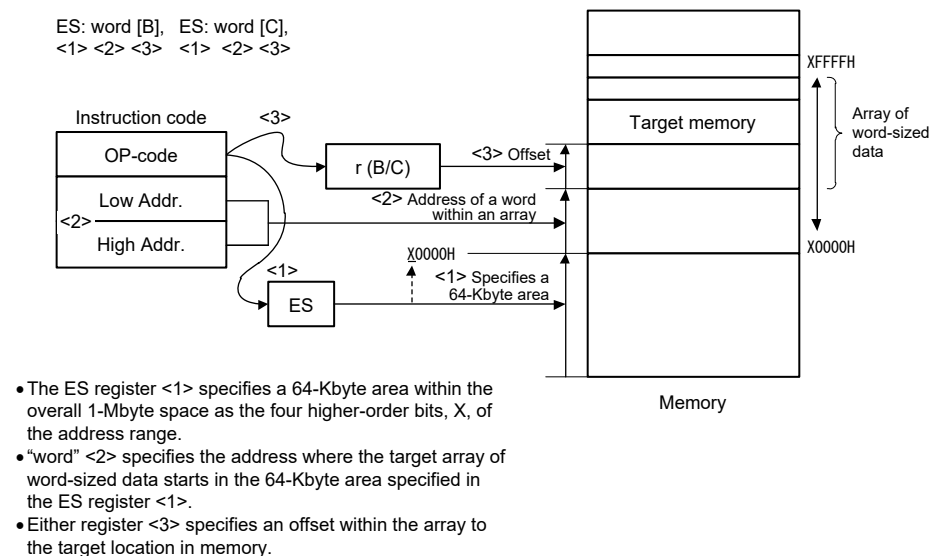 ES: word [B], ES: word [C],
<1> <2> <3> <1> <2> <3>
Instruction code
OP-code
Low Addr.
<2>
High Addr.
<3>
r (B/C)
<3> Offset
<2> Address of a word
within an array
X0000H
<1>
<1> Specifies a
64-Kbyte area
ES
Target memory
XFFFFH
Array of
word-sized
data
X0000H
Memory
• The ES register <1> specifies a 64-Kbyte area within the
overall 1-Mbyte space as the four higher-order bits, X, of
the address range.
• “word” <2> specifies the address where the target array of
word-sized data starts in the 64-Kbyte area specified in
the ES register <1>.
• Either register <3> specifies an offset within the array to
the target location in memory.